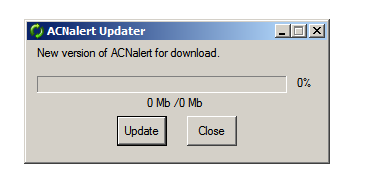 ACNalert Updater
New version of ACNalert for download.
0%
0 Mb /0 Mb
Update Close